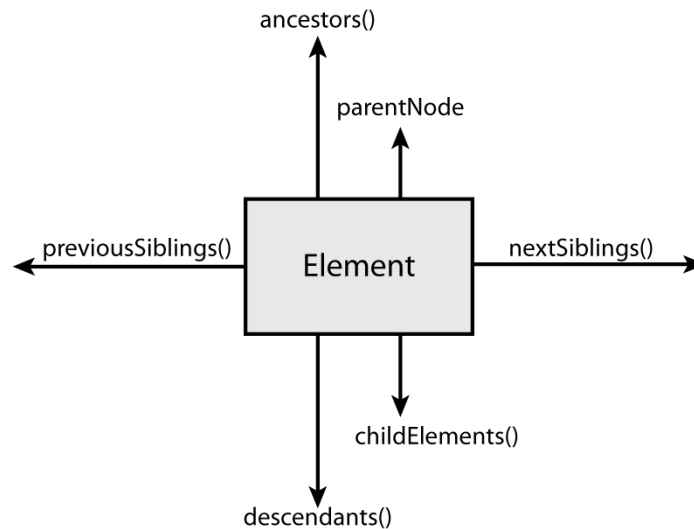 ancestors()
parentNode
previousSiblings()
Element
nextSiblings()
childElements()
descendants()